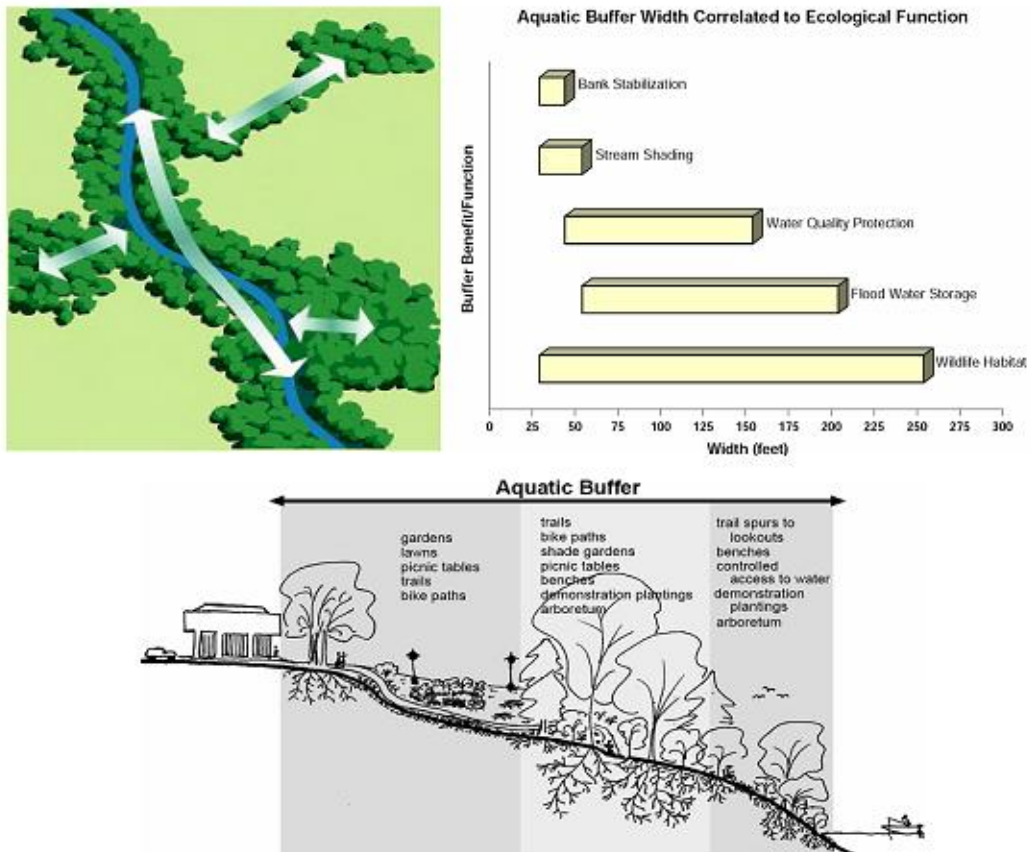 Aquatic Buffer Width Correlated to Ecological Function
Buffer Benefit/Function
Bank Stabilization
Stream Shading
Water Quality Protection
Flood Water Storage
Wildlife Habitat
0 25 50 75 100 125 150 175 200 225 250 275 300
Width (feet)
Aquatic Buffer
gardens
lawns
picnic tables
trails
bike paths
trails
bike paths
shade gardens
picnic tables
benches
demonstration plantings
arboretum
trail spurs to
lookouts
benches
controlled
access to water
demonstration
plantings
arboretum